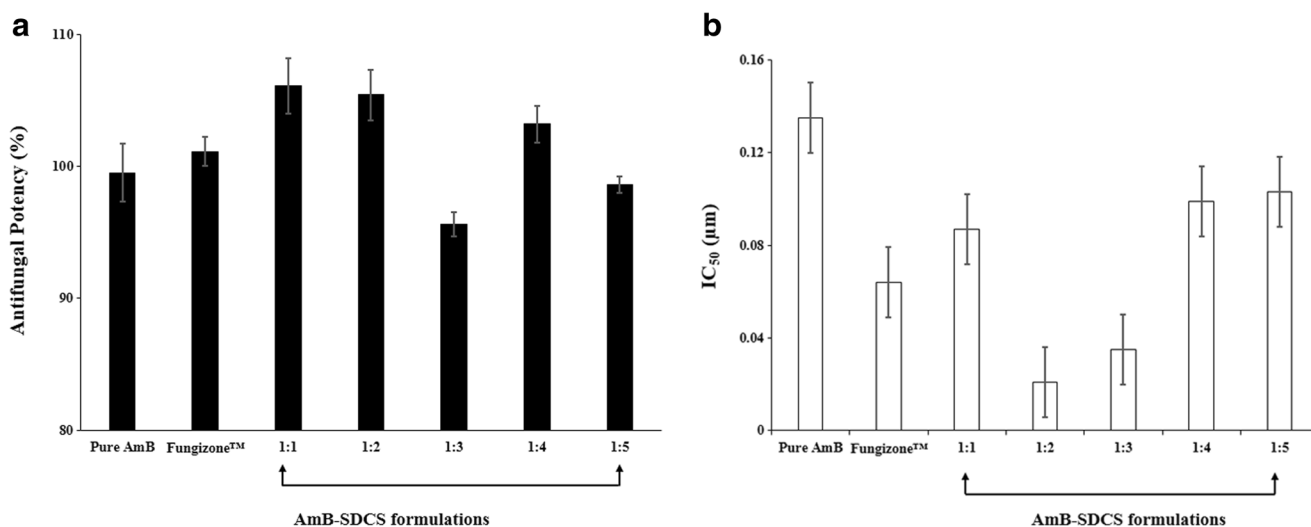 a
Antifungal Potency (%)
110
100
90
80
Pure AmB Fungizone™ 1:1 1:2 1:3 1:4 1:5
AmB-SDCS formulations
b
IC₅₀ (μm)
0.16
0.12
0.08
0.04
0
Pure AmB Fungizone™ 1:1 1:2 1:3 1:4 1:5
AmB-SDCS formulations